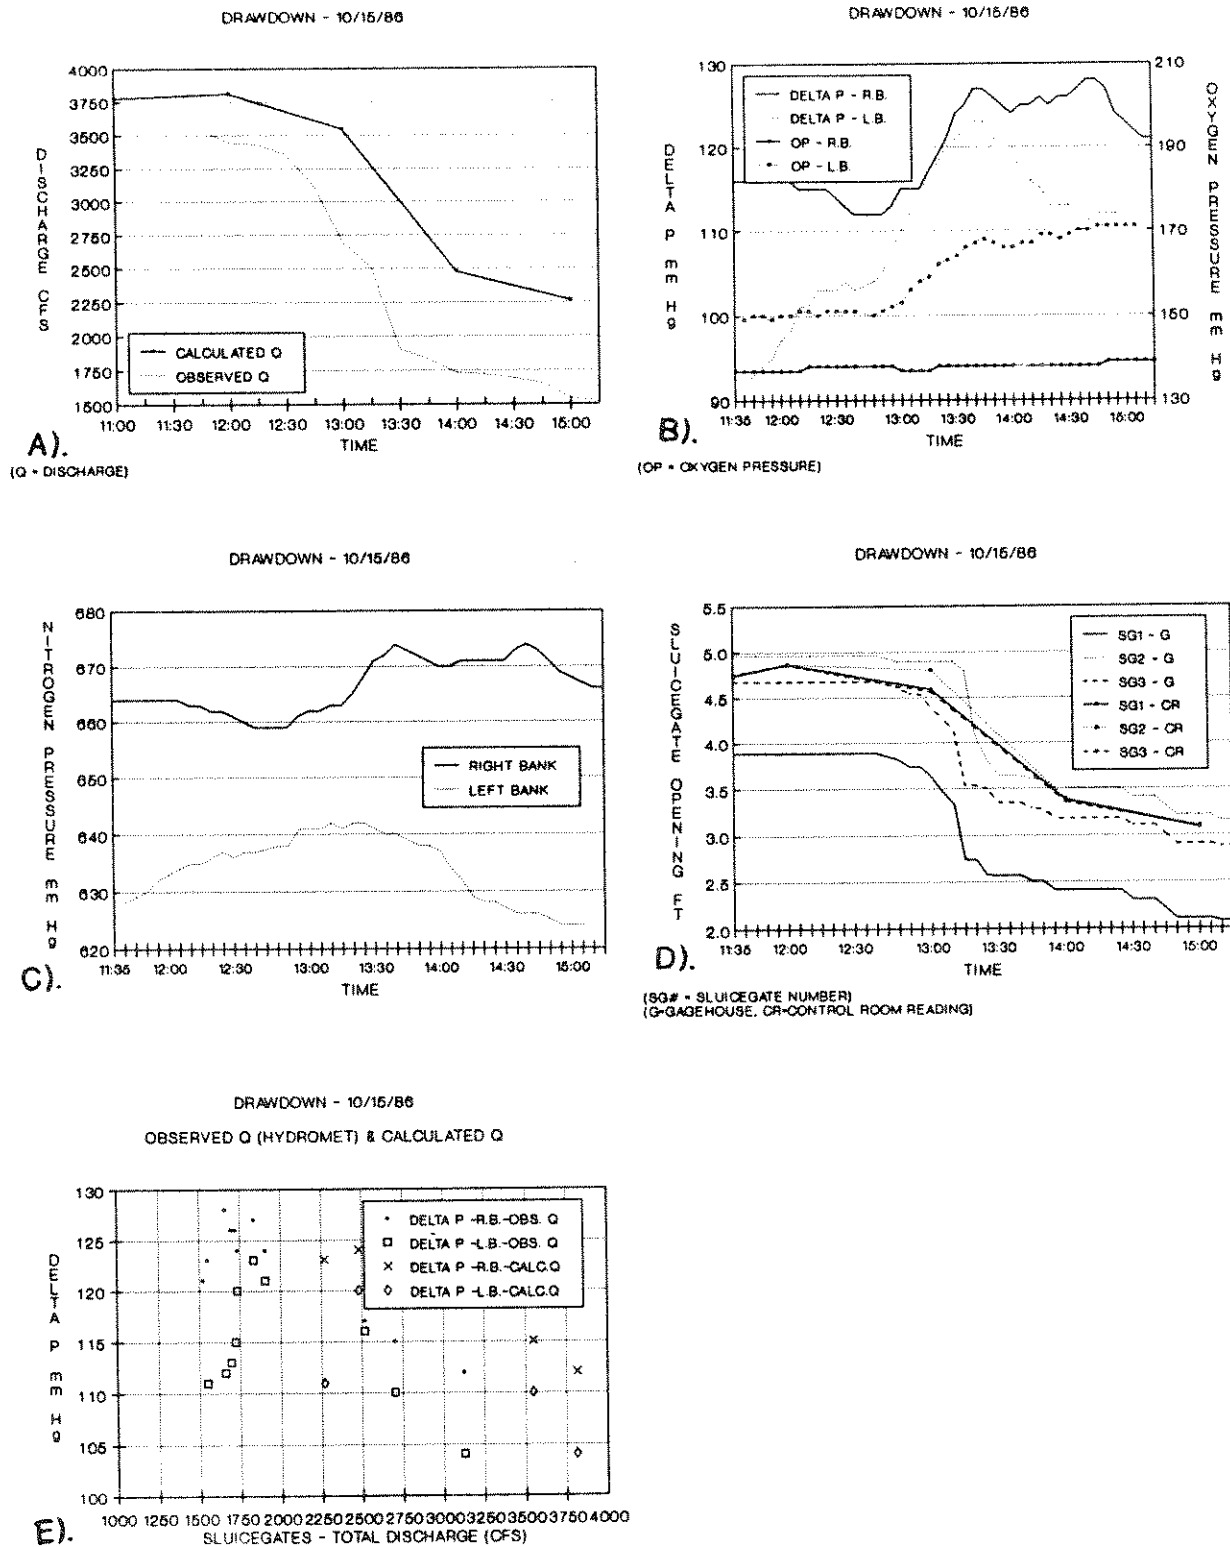 DRAWDOWN - 10/15/86
DISCHARGE CFS
4000
3750
3500
3250
3000
2750
2500
2250
2000
1750
1500
CALCULATED Q
OBSERVED Q
11:00 11:30 12:00 12:30 13:00 13:30 14:00 14:30 15:00
TIME
A).
(Q = DISCHARGE)
DRAWDOWN - 10/15/86
DELTA P mm Hg
130
120
110
100
90
DELTA P - R.B.
DELTA P - L.B.
OP - R.B.
OP - L.B.
210
190
170
150
130
OXYGEN PRESSURE mm Hg
11:35 12:00 12:30 13:00 13:30 14:00 14:30 15:00
TIME
B).
(OP = OXYGEN PRESSURE)
DRAWDOWN - 10/15/86
NITROGEN PRESSURE mm Hg
680
670
660
650
640
630
620
RIGHT BANK
LEFT BANK
11:35 12:00 12:30 13:00 13:30 14:00 14:30 15:00
TIME
C).
DRAWDOWN - 10/15/86
SLUICEGATE OPENING FT
5.5
5.0
4.5
4.0
3.5
3.0
2.5
2.0
SG1 - G
SG2 - G
SG3 - G
SG1 - CR
SG2 - CR
SG3 - CR
11:35 12:00 12:30 13:00 13:30 14:00 14:30 15:00
TIME
D).
(SG# = SLUICEGATE NUMBER)
(G=GAGEHOUSE, CR=CONTROL ROOM READING)
DRAWDOWN - 10/15/86
OBSERVED Q (HYDROMET) & CALCULATED Q
DELTA P mm Hg
130
125
120
115
110
105
100
DELTA P -R.B.-OBS. Q
DELTA P -L.B.-OBS. Q
DELTA P -R.B.-CALC.Q
DELTA P -L.B.-CALC.Q
1000 1250 1500 1750 2000 2250 2500 2750 3000 3250 3500 3750 4000
SLUICEGATES - TOTAL DISCHARGE (CFS)
E).